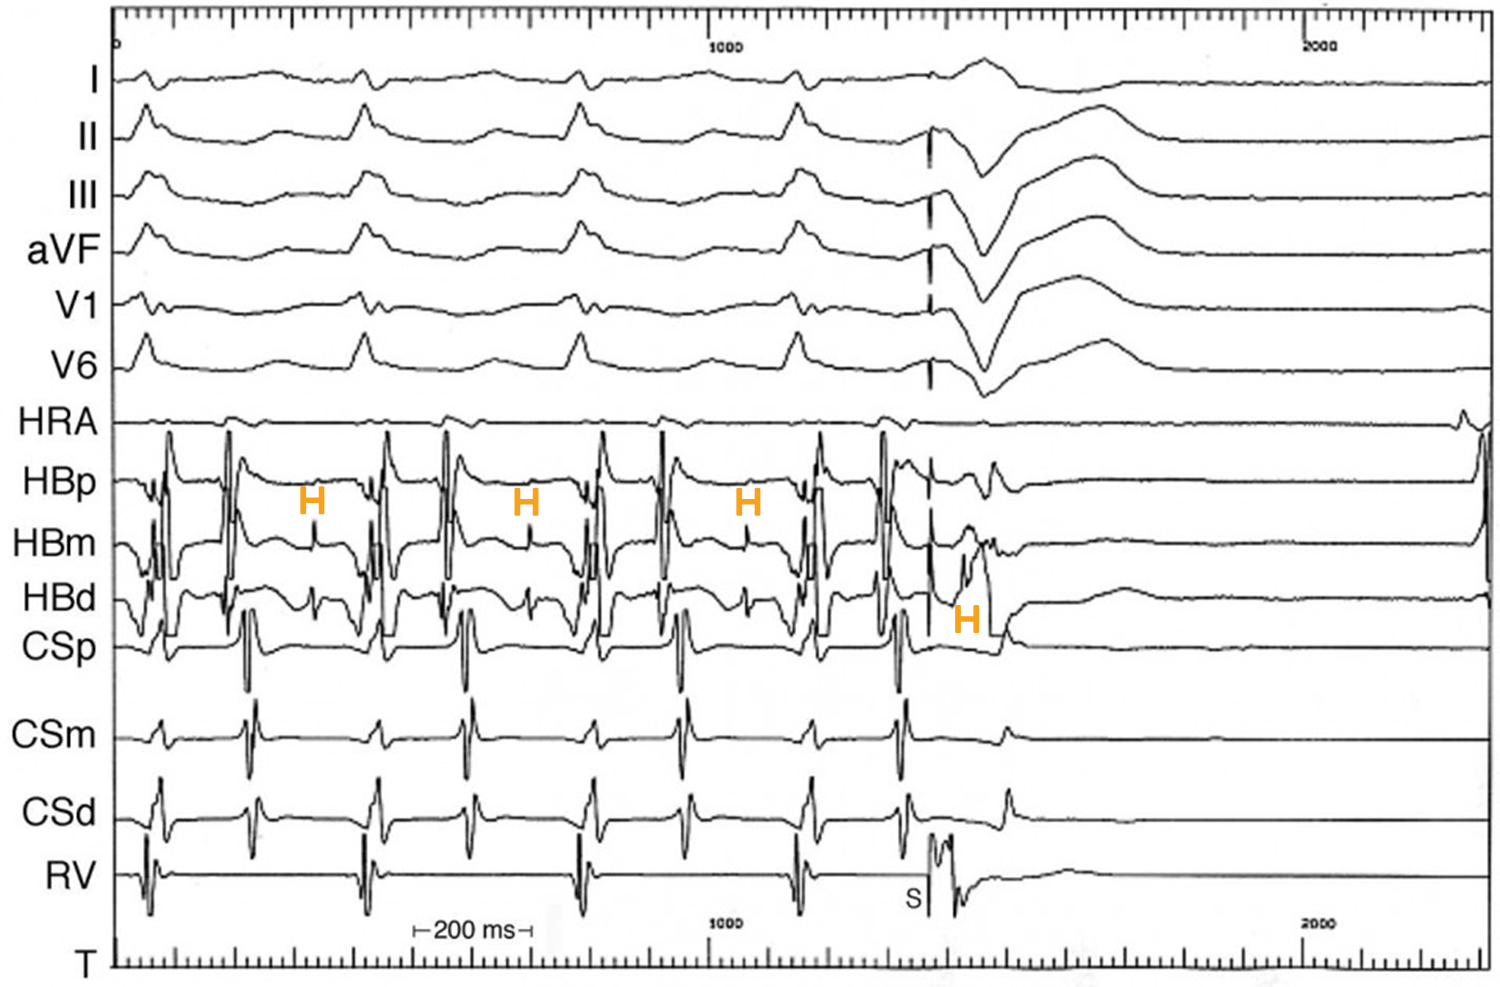 0 1000 2000
I
II
III
aVF
V1
V6
HRA
HBp
H H H
HBm
HBd
H
CSp
CSm
CSd
RV
S
200 ms 1000 2000
T